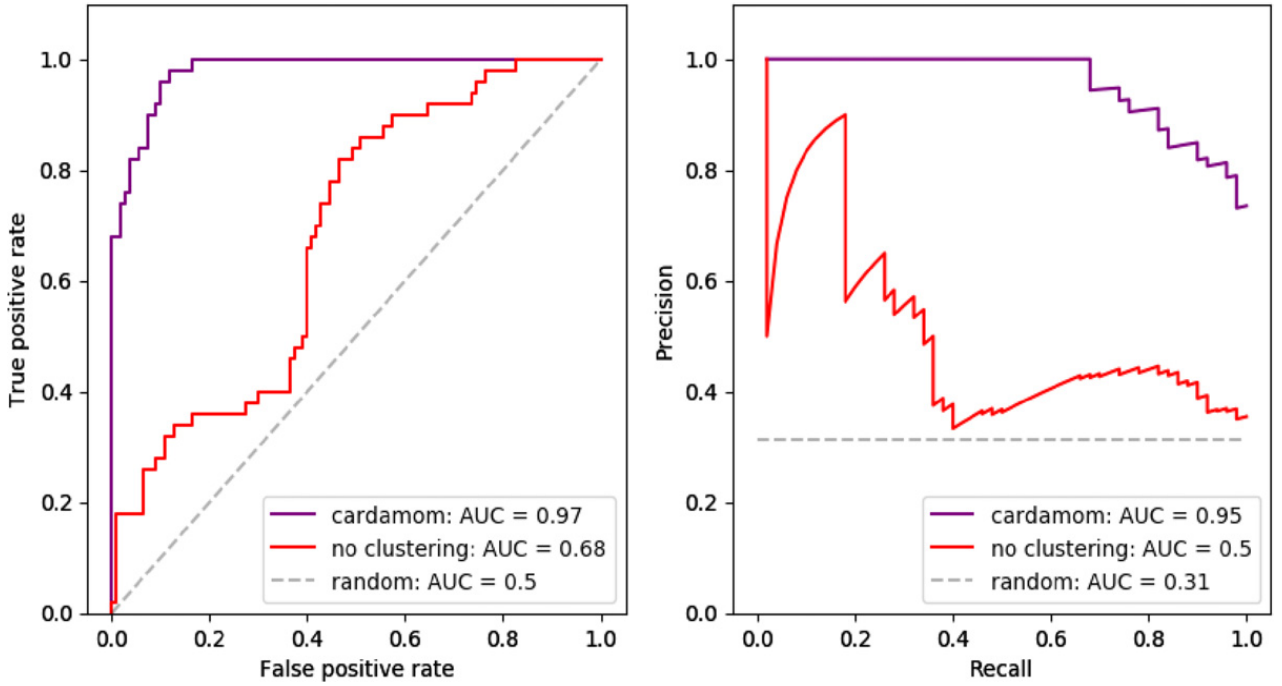 1.0
0.8
0.6
0.4
0.2
0.0
True positive rate
0.0 0.2 0.4 0.6 0.8 1.0
False positive rate
cardamom: AUC = 0.97
no clustering: AUC = 0.68
random: AUC = 0.5
1.0
0.8
0.6
0.4
0.2
0.0
Precision
0.0 0.2 0.4 0.6 0.8 1.0
Recall
cardamom: AUC = 0.95
no clustering: AUC = 0.5
random: AUC = 0.31